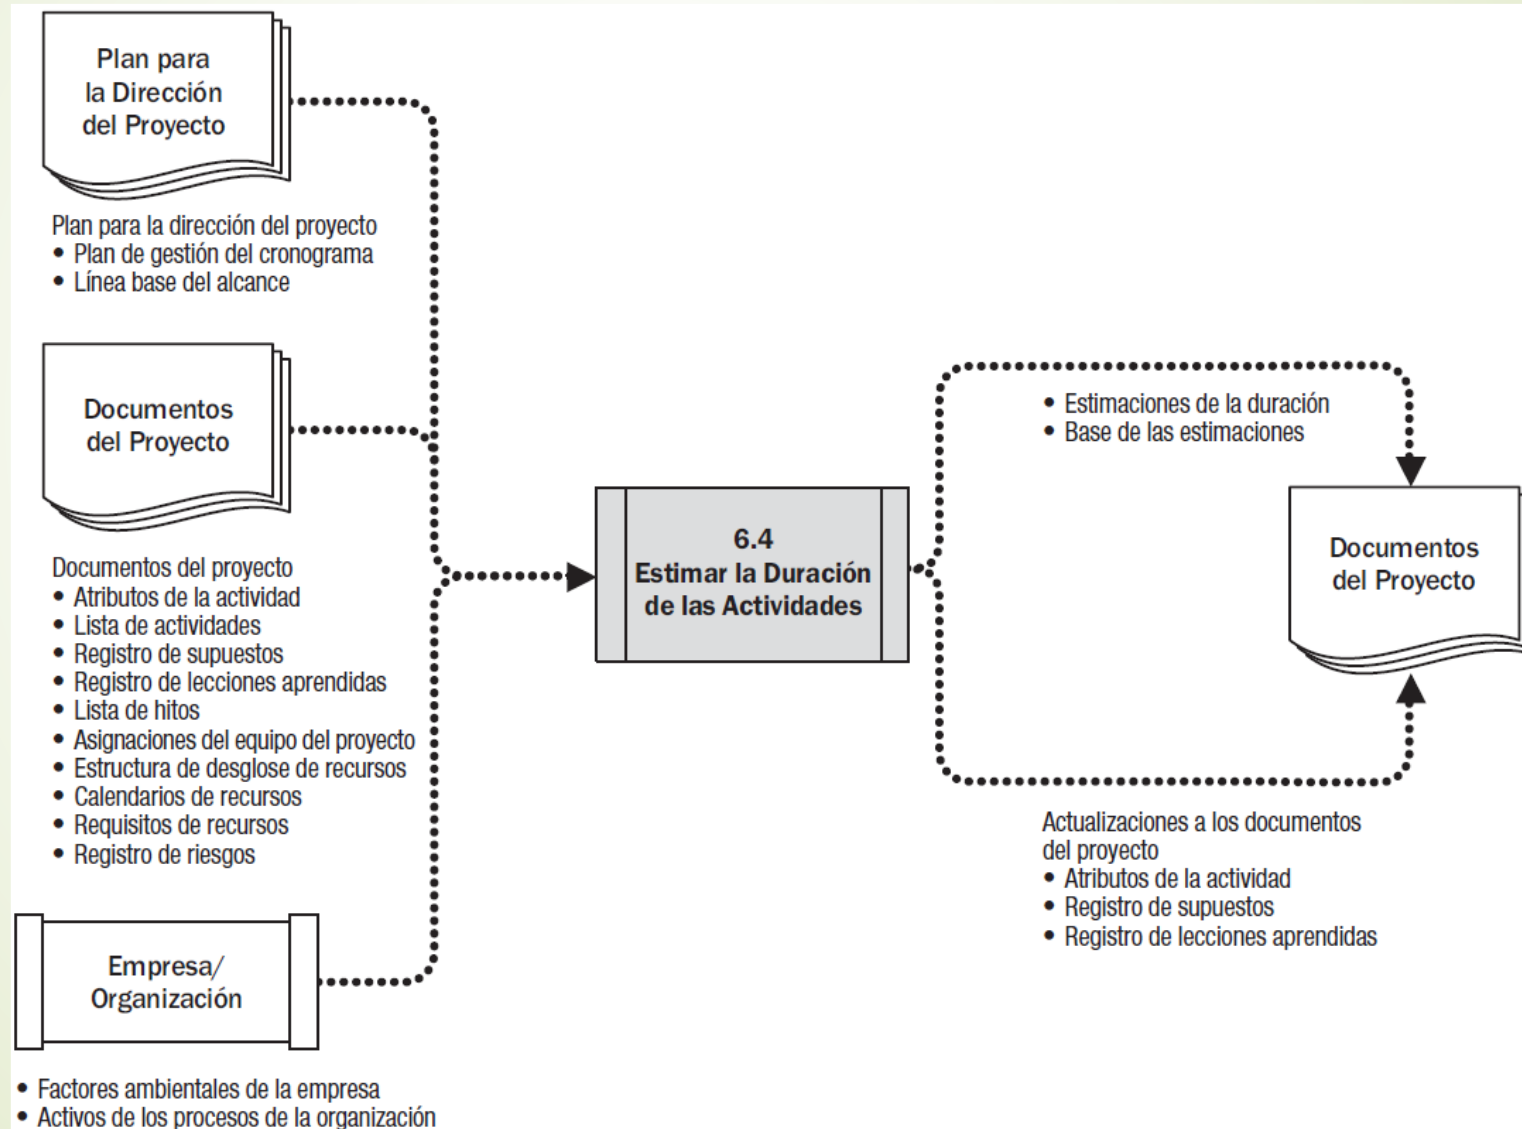 Plan para
la Dirección
del Proyecto
Plan para la dirección del proyecto
• Plan de gestión del cronograma
• Línea base del alcance
Documentos
del Proyecto
Documentos del proyecto
• Atributos de la actividad
• Lista de actividades
• Registro de supuestos
• Registro de lecciones aprendidas
• Lista de hitos
• Asignaciones del equipo del proyecto
• Estructura de desglose de recursos
• Calendarios de recursos
• Requisitos de recursos
• Registro de riesgos
Empresa/
Organización
• Factores ambientales de la empresa
• Activos de los procesos de la organización
6.4
Estimar la Duración
de las Actividades
• Estimaciones de la duración
• Base de las estimaciones
Documentos
del Proyecto
Actualizaciones a los documentos
del proyecto
• Atributos de la actividad
• Registro de supuestos
• Registro de lecciones aprendidas